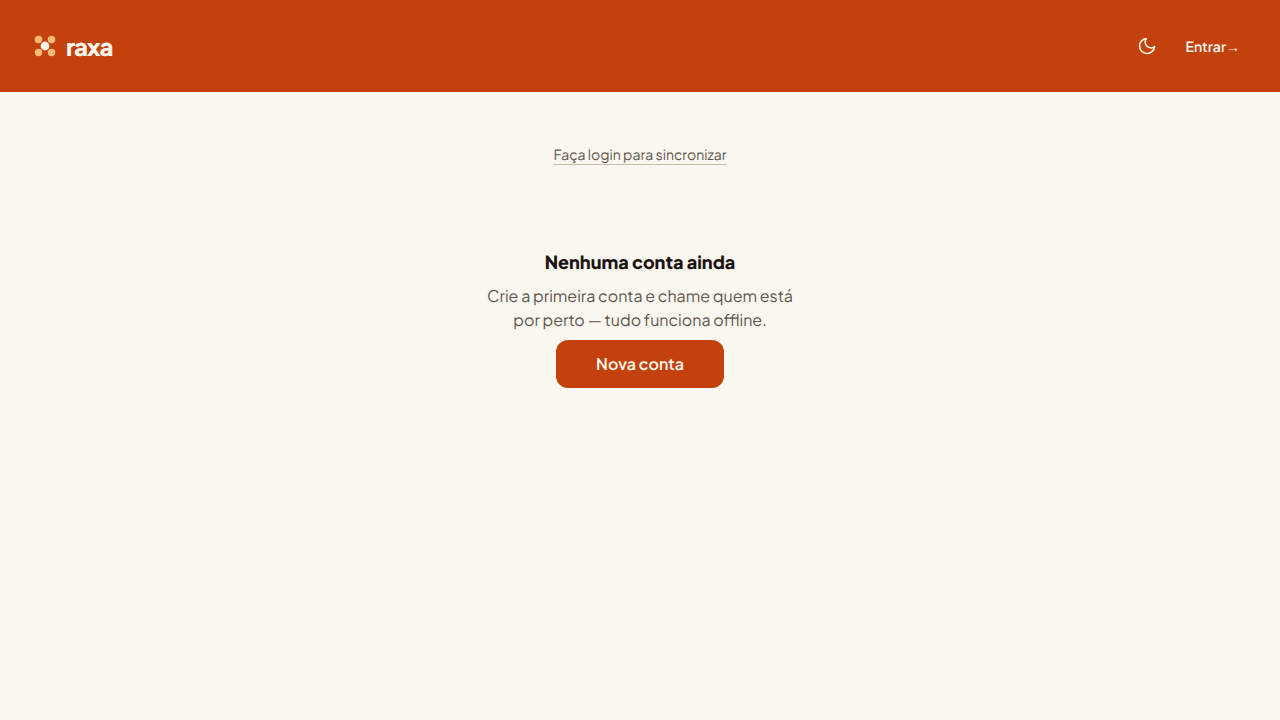 raxa
Entrar→
Faça login para sincronizar
Nenhuma conta ainda
Crie a primeira conta e chame quem está
por perto — tudo funciona offline.
Nova conta